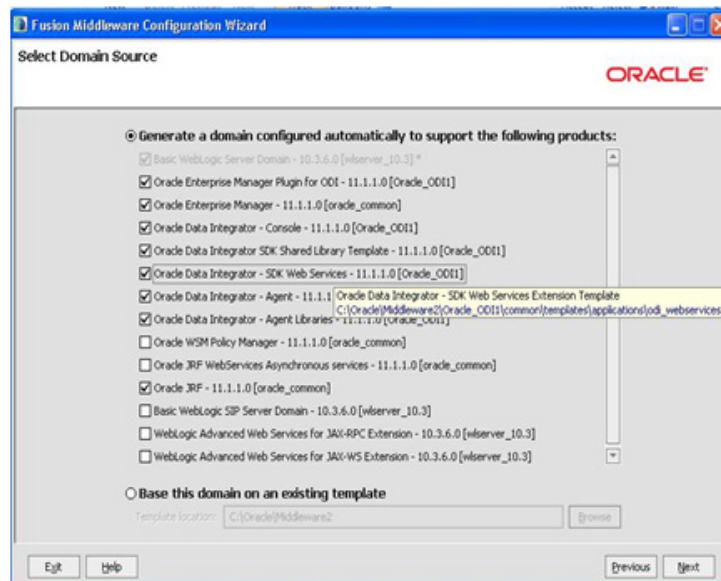 Fusion Middleware Configuration Wizard
Select Domain Source
ORACLE
Generate a domain configured automatically to support the following products:
Basic WebLogic Server Domain - 10.3.6.0 [wlserver_10.3] *
Oracle Enterprise Manager Plugin for ODI - 11.1.1.0 [Oracle_ODI1]
Oracle Enterprise Manager - 11.1.1.0 [oracle_common]
Oracle Data Integrator - Console - 11.1.1.0 [Oracle_ODI1]
Oracle Data Integrator SDK Shared Library Template - 11.1.1.0 [Oracle_ODI1]
Oracle Data Integrator - SDK Web Services - 11.1.1.0 [Oracle_ODI1]
Oracle Data Integrator - Agent - 11.1.1
Oracle Data Integrator - SDK Web Services Extension Template
C:\Oracle\Middleware2\Oracle_ODI1\common\templates\applications\odi_webservices
Oracle Data Integrator - Agent Libraries - 11.1.1.0 [Oracle_ODI1]
Oracle WSM Policy Manager - 11.1.1.0 [oracle_common]
Oracle JRF WebServices Asynchronous services - 11.1.1.0 [oracle_common]
Oracle JRF - 11.1.1.0 [oracle_common]
Basic WebLogic SIP Server Domain - 10.3.6.0 [wlserver_10.3]
WebLogic Advanced Web Services for JAX-RPC Extension - 10.3.6.0 [wlserver_10.3]
WebLogic Advanced Web Services for JAX-WS Extension - 10.3.6.0 [wlserver_10.3]
Base this domain on an existing template
Template location: C:\Oracle\Middleware2 Browse
Exit Help Previous Next